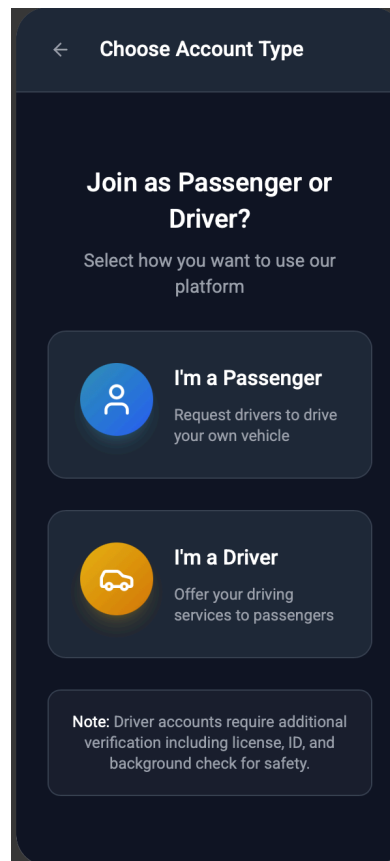 Choose Account Type
Join as Passenger or
Driver?
Select how you want to use our
platform
I'm a Passenger
Request drivers to drive
your own vehicle
I'm a Driver
Offer your driving
services to passengers
Note: Driver accounts require additional
verification including license, ID, and
background check for safety.